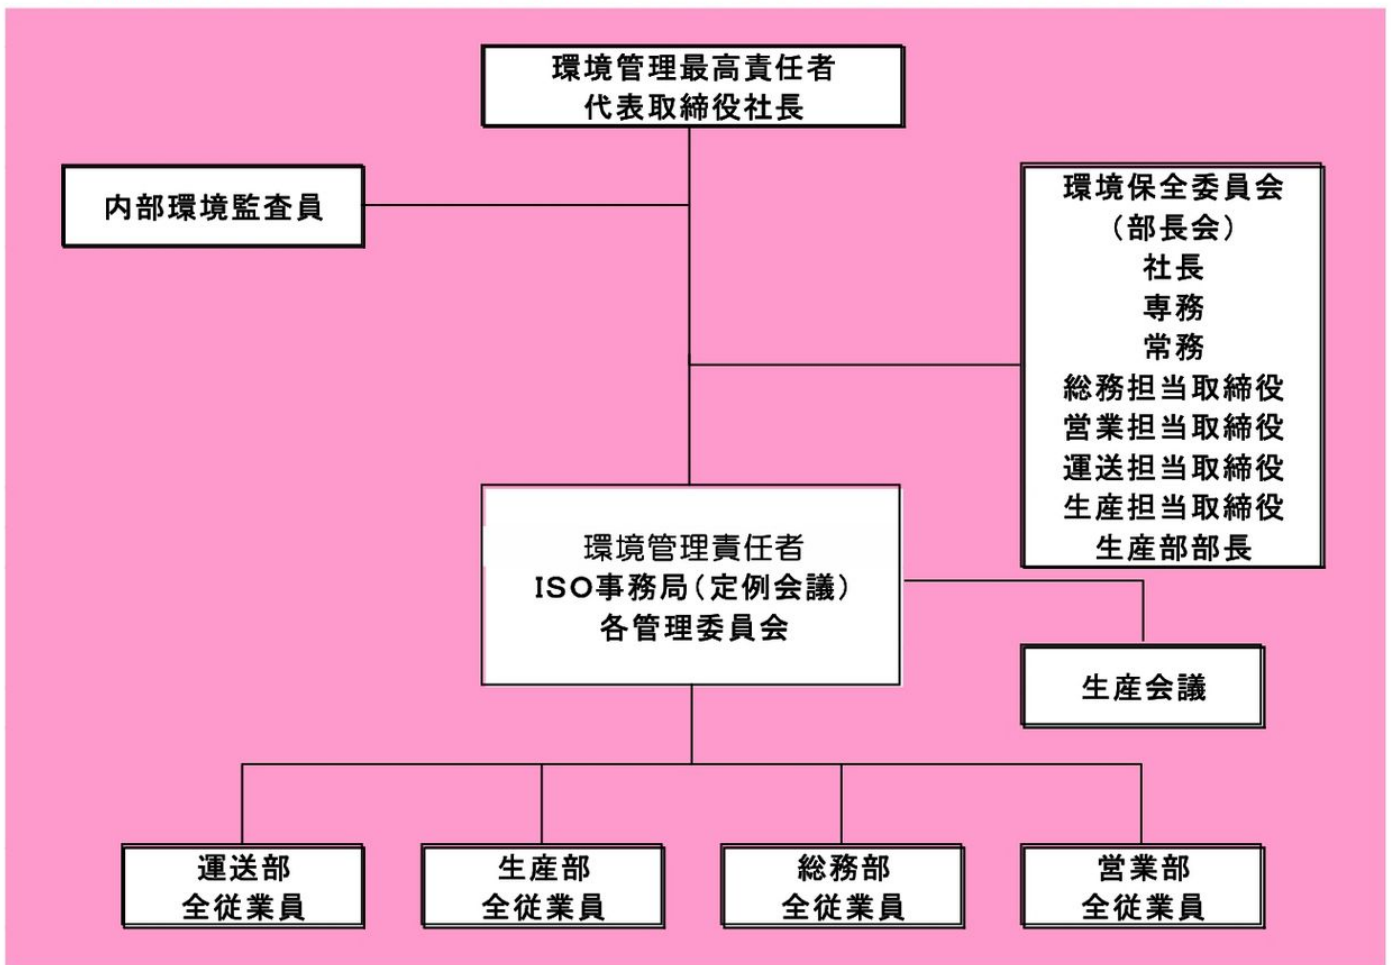 環境管理最高責任者
代表取締役社長
内部環境監査員
環境保全委員会
（部長会）
社長
専務
常務
総務担当取締役
営業担当取締役
運送担当取締役
生産担当取締役
生産部部長
環境管理責任者
ISO事務局（定例会議）
各管理委員会
生産会議
運送部
全従業員
生産部
全従業員
総務部
全従業員
営業部
全従業員